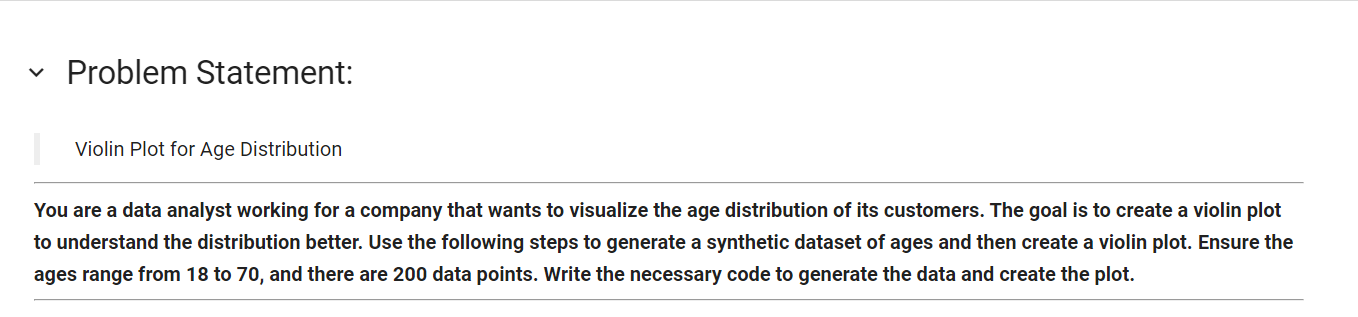 Problem Statement:
Violin Plot for Age Distribution
You are a data analyst working for a company that wants to visualize the age distribution of its customers. The goal is to create a violin plot
to understand the distribution better. Use the following steps to generate a synthetic dataset of ages and then create a violin plot. Ensure the
ages range from 18 to 70, and there are 200 data points. Write the necessary code to generate the data and create the plot.